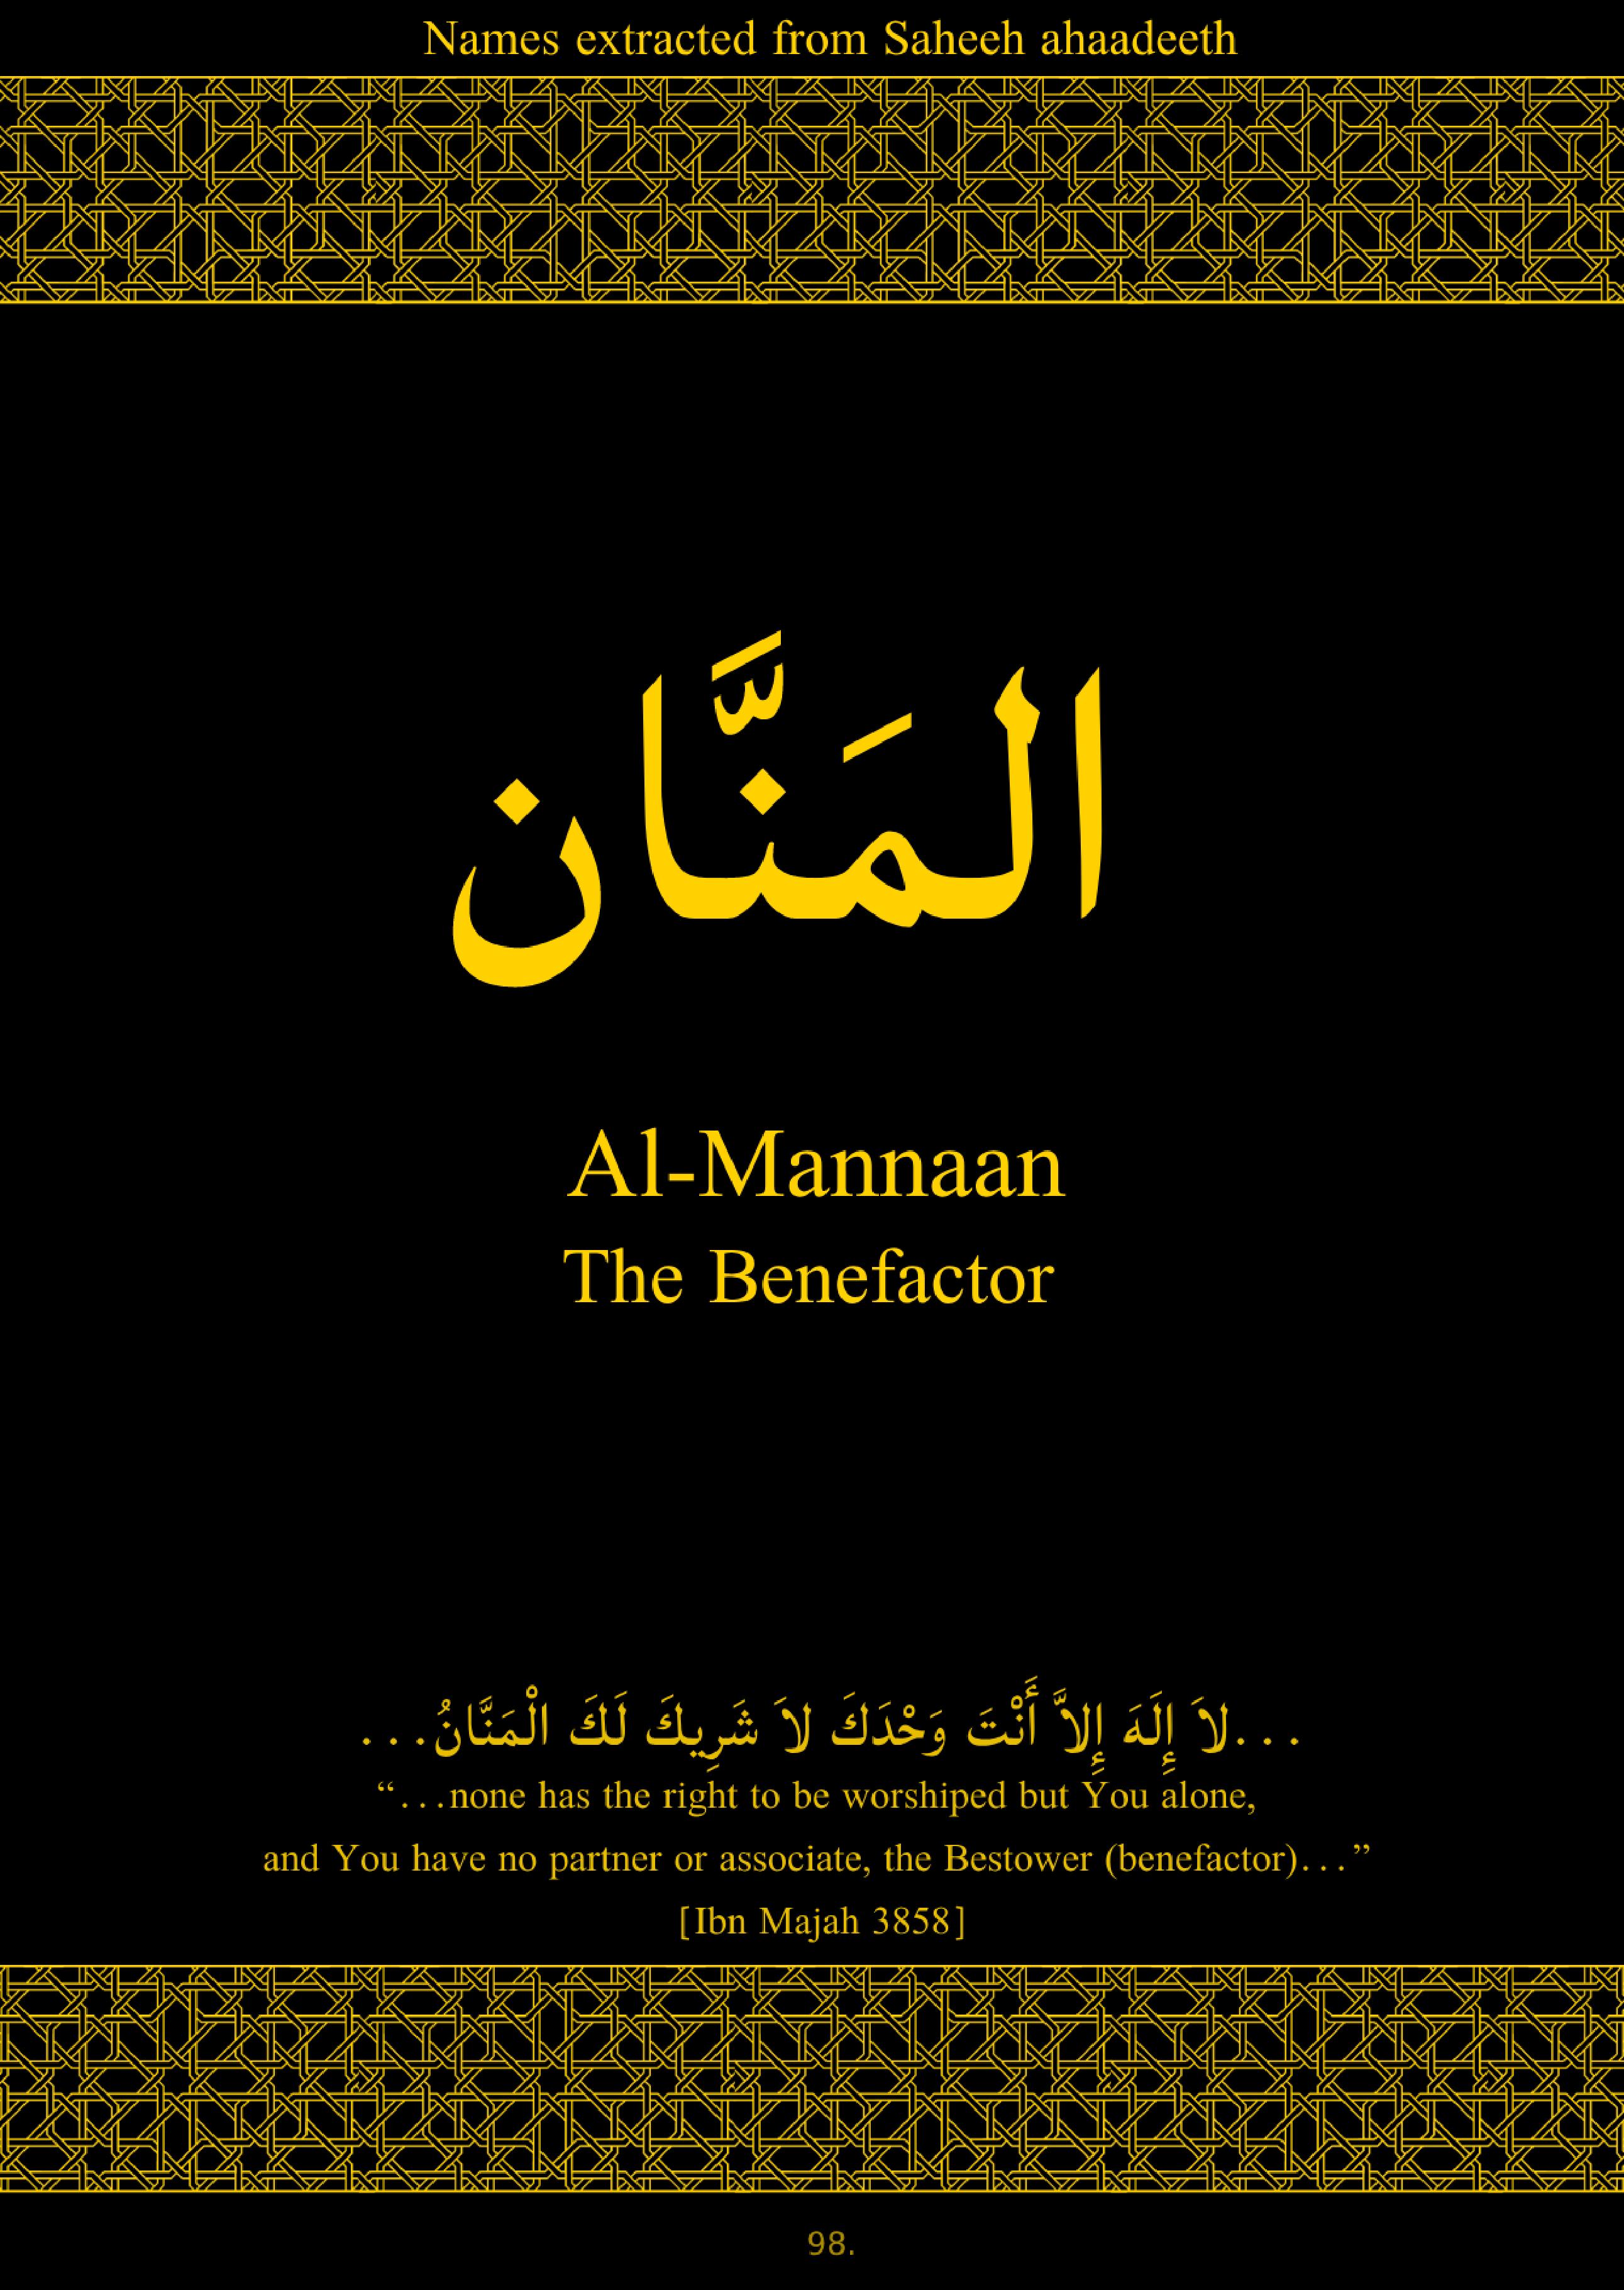 Names extracted from Saheeh ahaadeeth
المَنَّان
Al-Mannaan
The Benefactor
...لاَ إِلَهَ إِلاَّ أَنْتَ وَحْدَكَ لاَ شَرِيكَ لَكَ الْمَنَّانُ...
“...none has the right to be worshiped but You alone,
and You have no partner or associate, the Bestower (benefactor)...”
[Ibn Majah 3858]
98.